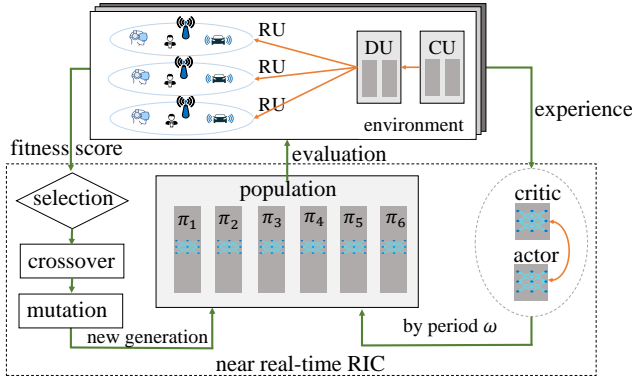 RU
DU
CU
RU
RU
environment
experience
fitness score
evaluation
population
selection
π₁ π₂ π₃ π₄ π₅ π₆
critic
crossover
actor
mutation
new generation
by period ω
near real-time RIC